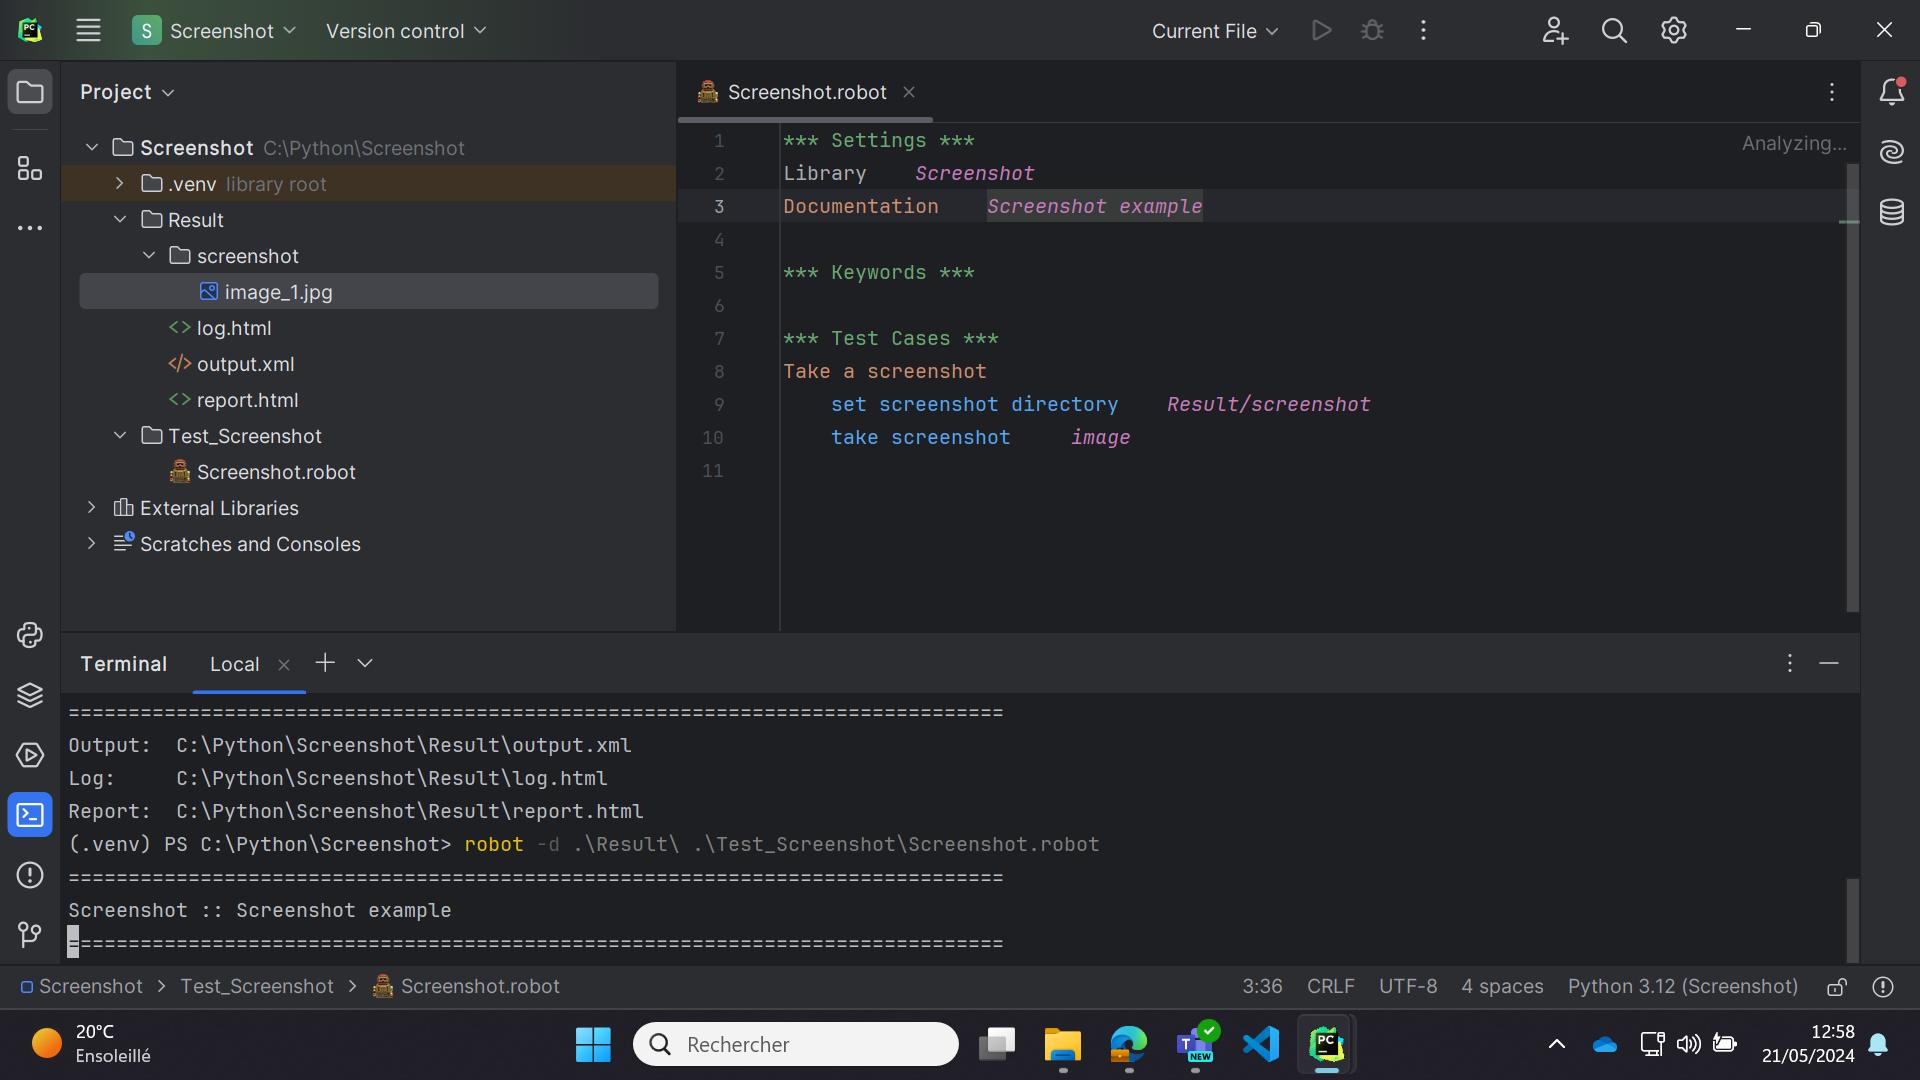 S Screenshot Version control Current File
Project
Screenshot C:\Python\Screenshot
.venv library root
Result
screenshot
image_1.jpg
log.html
output.xml
report.html
Test_Screenshot
Screenshot.robot
External Libraries
Scratches and Consoles
Screenshot.robot
1 *** Settings ***
Analyzing...
2 Library    Screenshot
3 Documentation    Screenshot example
4
5 *** Keywords ***
6
7 *** Test Cases ***
8 Take a screenshot
9     set screenshot directory    Result/screenshot
10     take screenshot     image
11
Terminal Local
==============================================================================
Output:  C:\Python\Screenshot\Result\output.xml
Log:     C:\Python\Screenshot\Result\log.html
Report:  C:\Python\Screenshot\Result\report.html
(.venv) PS C:\Python\Screenshot> robot -d .\Result\ .\Test_Screenshot\Screenshot.robot
==============================================================================
Screenshot :: Screenshot example
==============================================================================
Screenshot > Test_Screenshot > Screenshot.robot 3:36 CRLF UTF-8 4 spaces Python 3.12 (Screenshot)
20°C
Ensoleillé
Rechercher
NEW
PC
12:58
21/05/2024